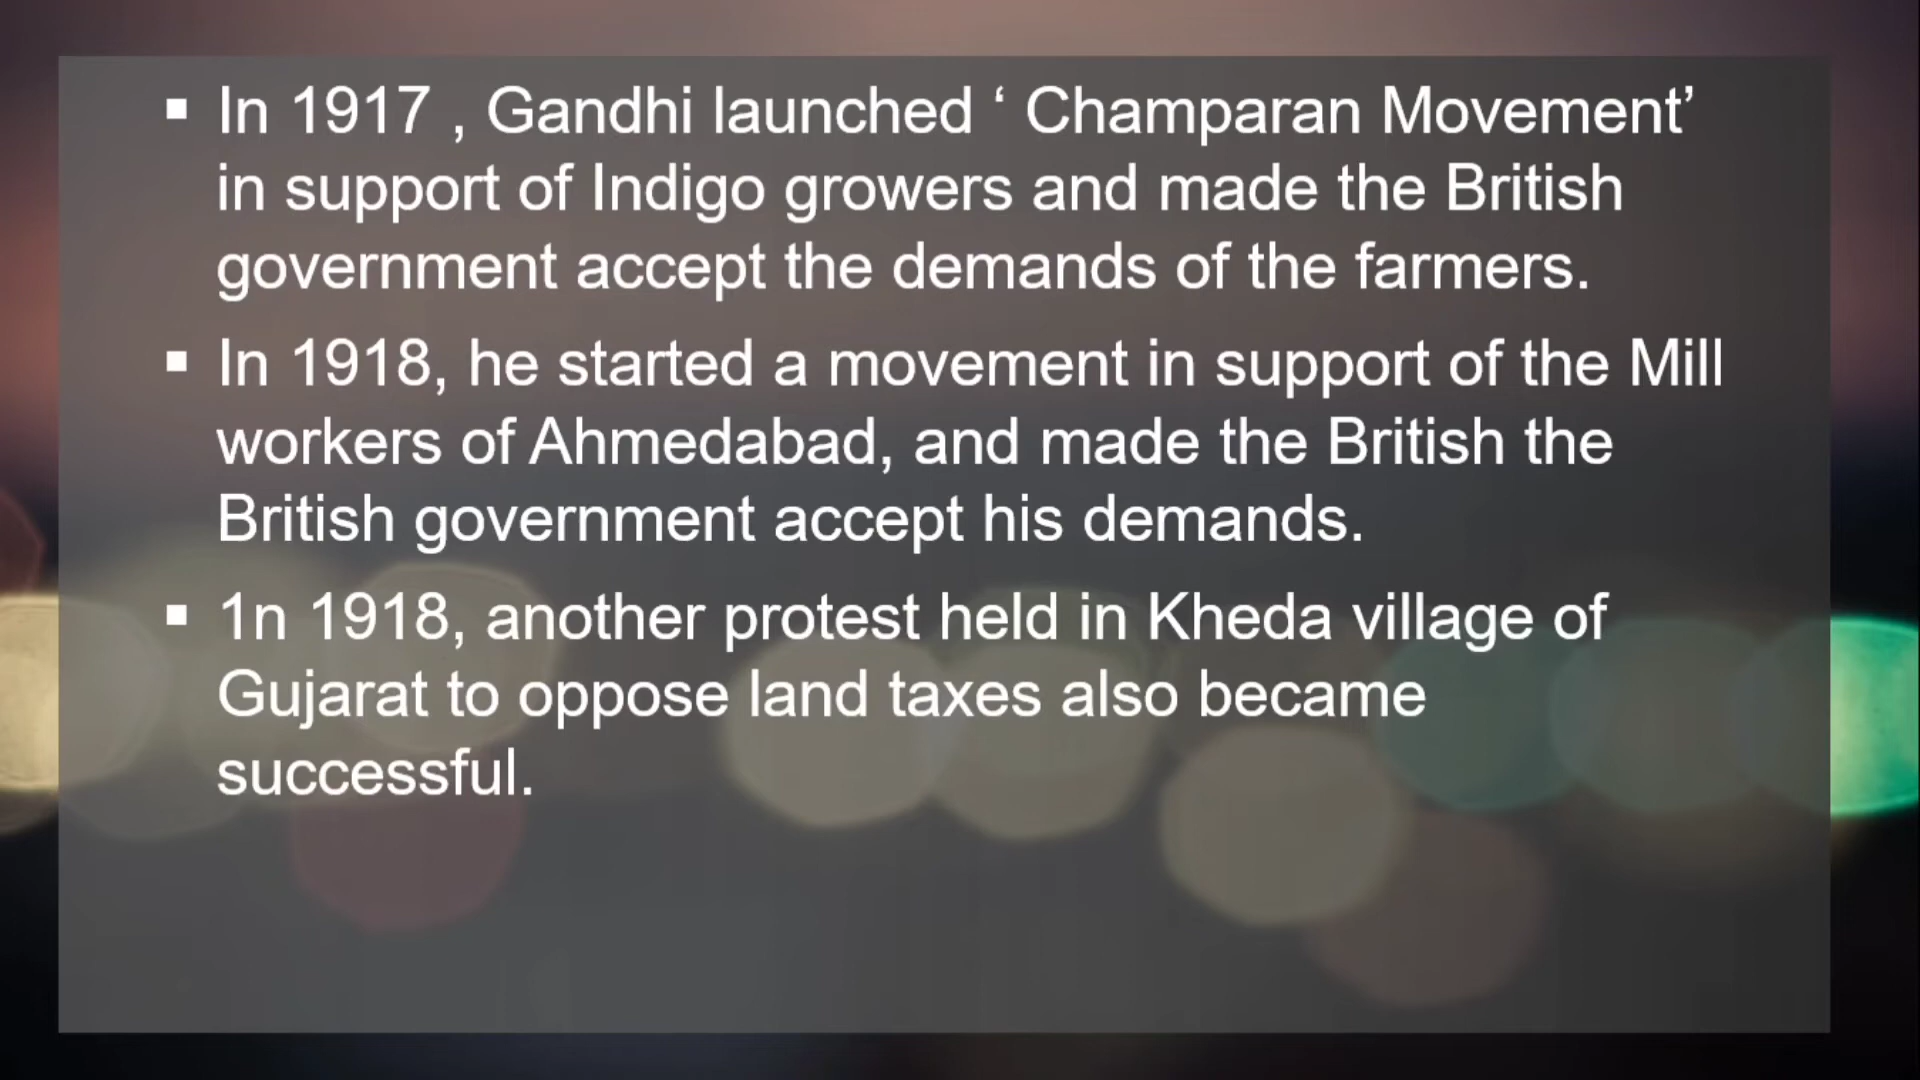 ▪ In 1917 , Gandhi launched ‘ Champaran Movement’
in support of Indigo growers and made the British
government accept the demands of the farmers.
▪ In 1918, he started a movement in support of the Mill
workers of Ahmedabad, and made the British the
British government accept his demands.
▪ 1n 1918, another protest held in Kheda village of
Gujarat to oppose land taxes also became
successful.